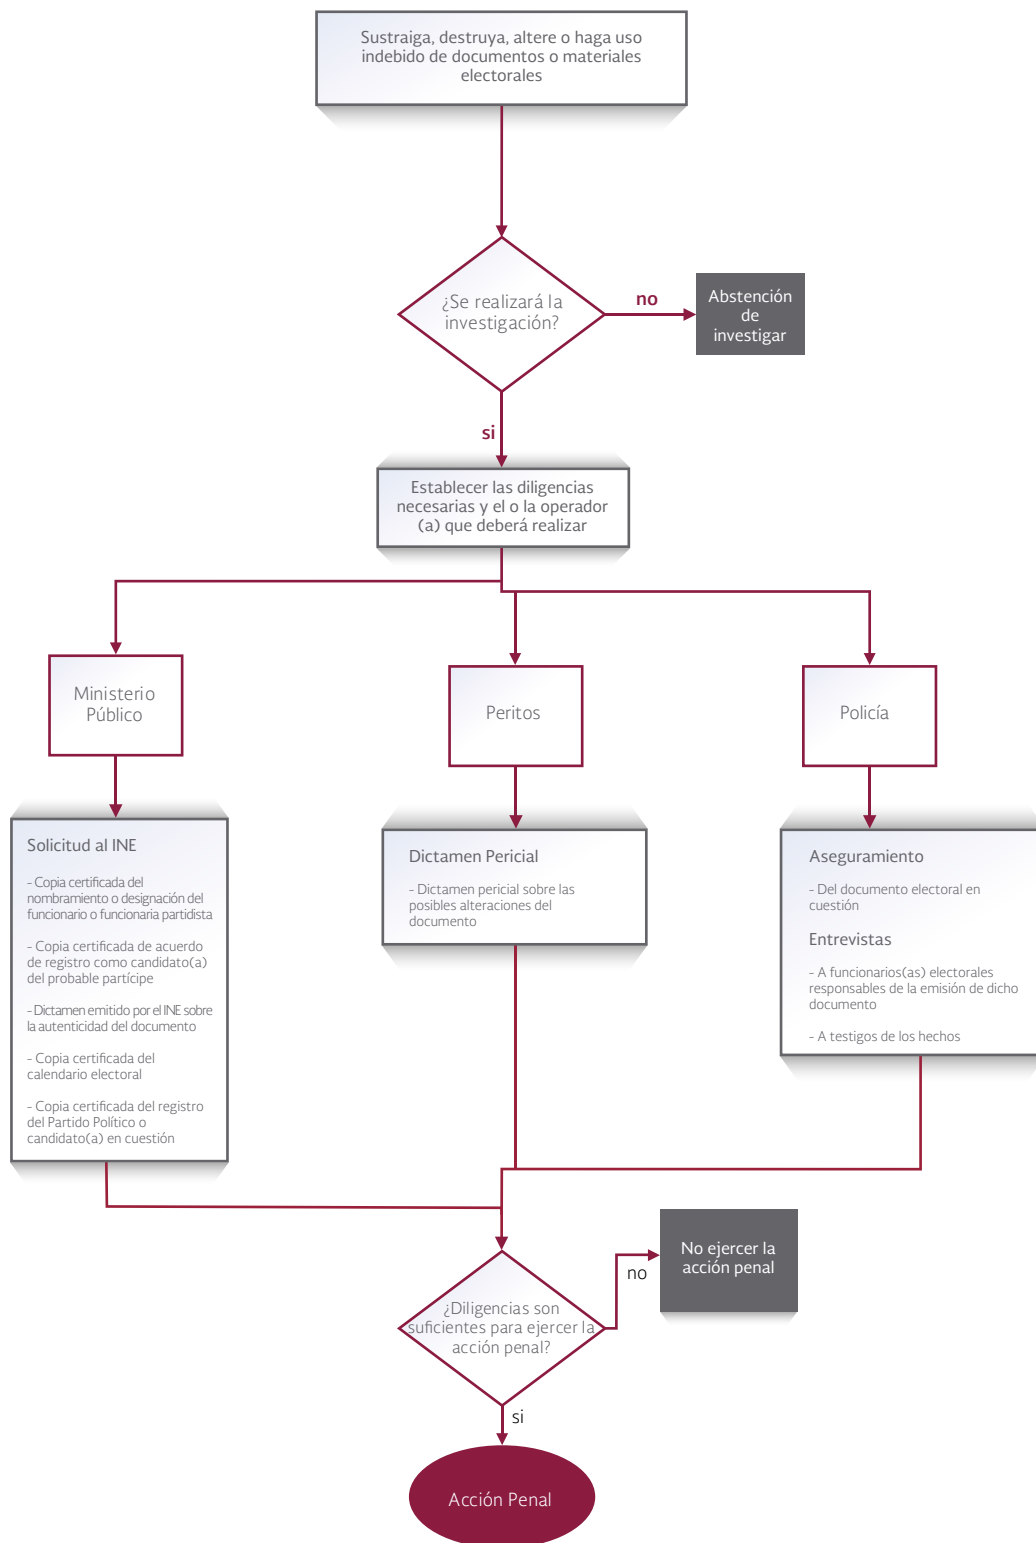 Sustraiga, destruya, altere o haga uso
indebido de documentos o materiales
electorales
¿Se realizará la
investigación?
no
Abstención
de
investigar
si
Establecer las diligencias
necesarias y el o la operador
(a) que deberá realizar
Ministerio
Público
Peritos
Policía
Solicitud al INE
- Copia certificada del
nombramiento o designación del
funcionario o funcionaria partidista
- Copia certificada de acuerdo
de registro como candidato(a)
del probable partícipe
- Dictamen emitido por el INE sobre
la autenticidad del documento
- Copia certificada del
calendario electoral
- Copia certificada del registro
del Partido Político o
candidato(a) en cuestión
Dictamen Pericial
- Dictamen pericial sobre las
posibles alteraciones del
documento
Aseguramiento
- Del documento electoral en
cuestión
Entrevistas
- A funcionarios(as) electorales
responsables de la emisión de dicho
documento
- A testigos de los hechos
¿Diligencias son
suficientes para ejercer la
acción penal?
no
No ejercer la
acción penal
si
Acción Penal